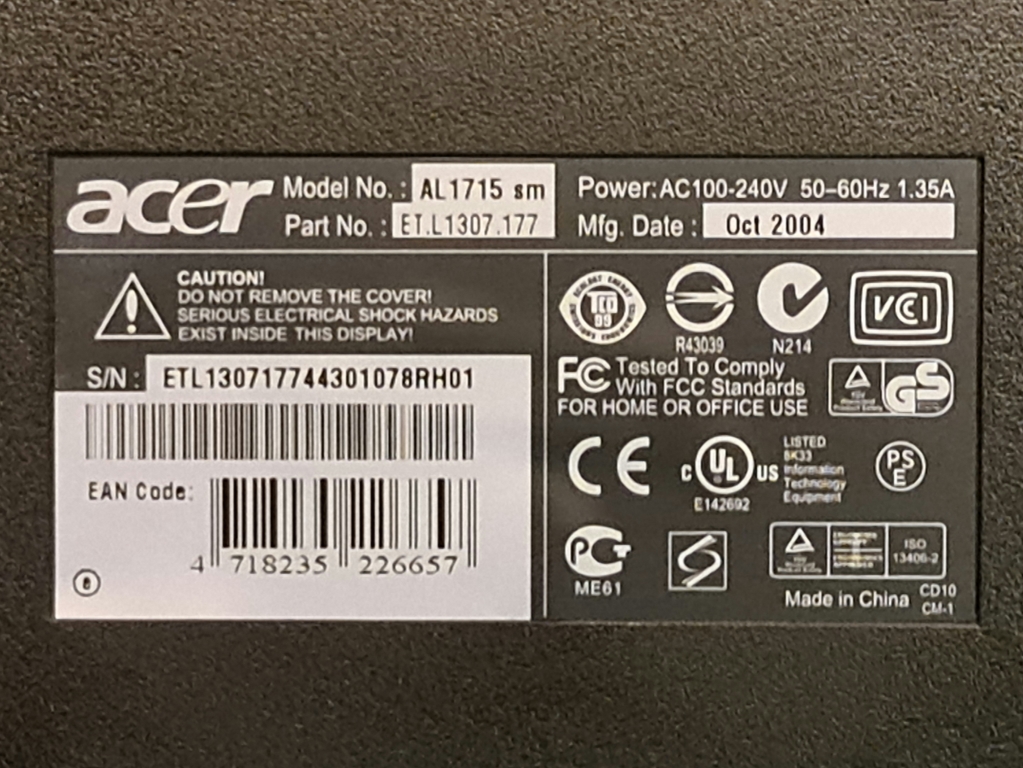 acer
Model No. : AL1715 sm
Part No. : ET.L1307.177
Power:AC100-240V 50-60Hz 1.35A
Mfg. Date : Oct 2004
CAUTION!
DO NOT REMOVE THE COVER!
SERIOUS ELECTRICAL SHOCK HAZARDS
EXIST INSIDE THIS DISPLAY!
S/N : ETL130717744301078RH01
EAN Code:
4 718235 226657
TCO
99
R43039
N214
VCI
FC Tested To Comply
With FCC Standards
FOR HOME OR OFFICE USE
GS
CE
C UL US
E142692
LISTED
8K33
Information
Technology
Equipment
PS
E
ME61
ISO
13406-2
Made in China
CD10
CM-1